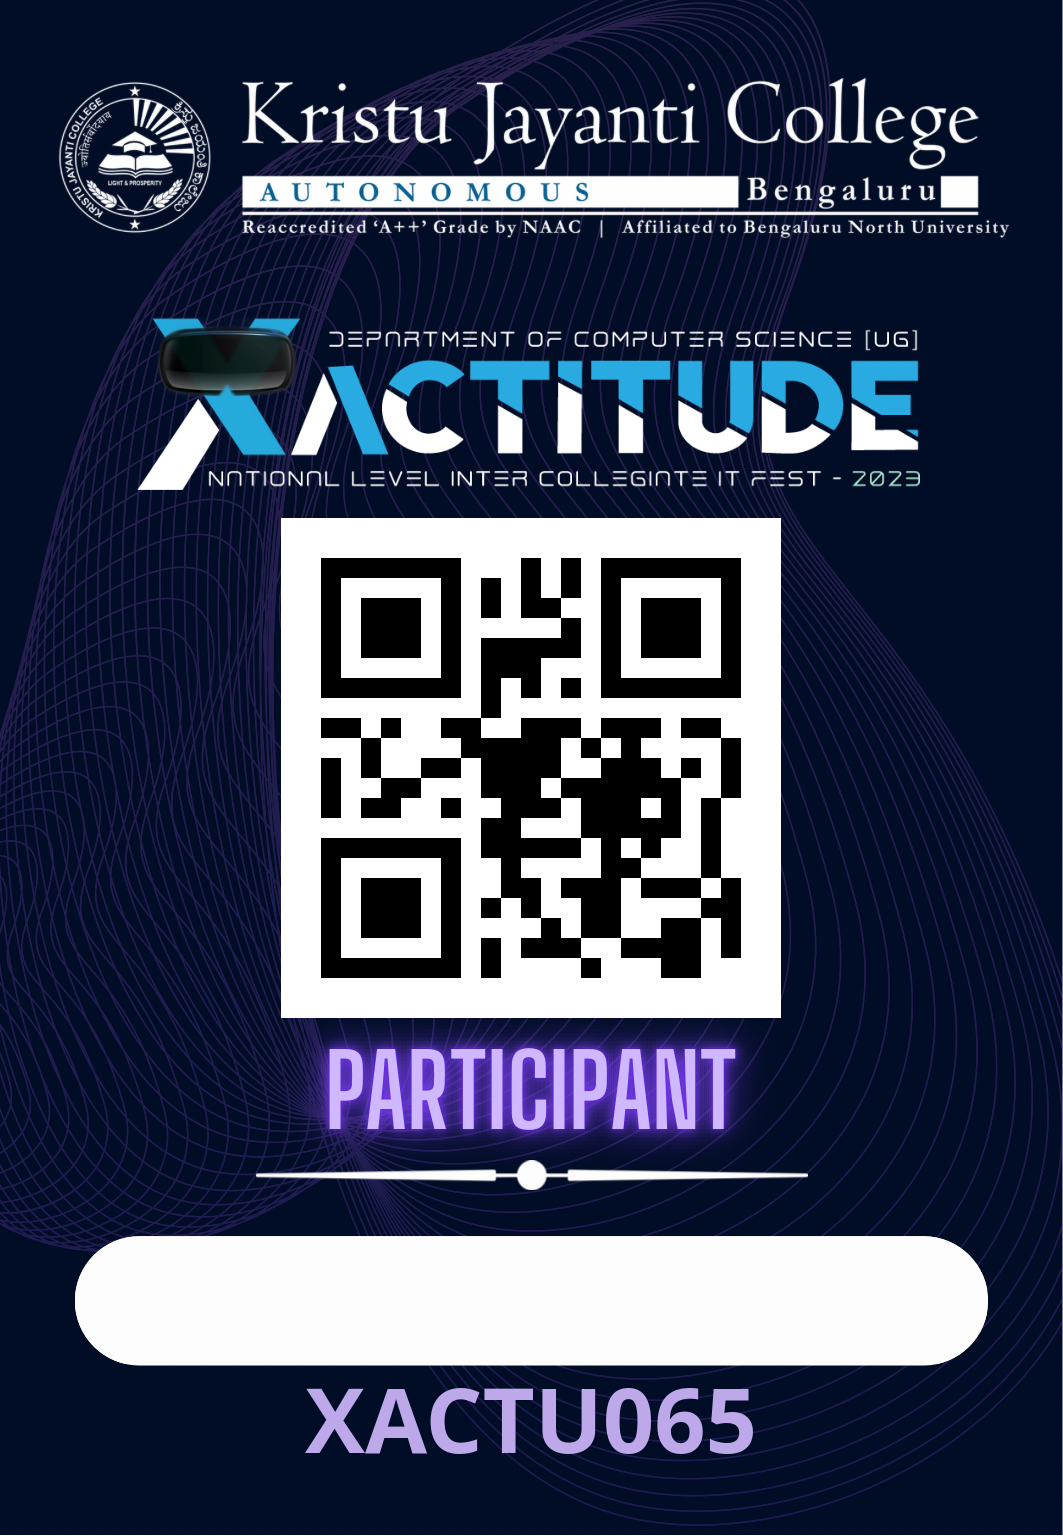 Kristu Jayanti College
AUTONOMOUS Bengaluru
Reaccredited ‘A++’ Grade by NAAC | Affiliated to Bengaluru North University
KRISTU JAYANTI COLLEGE
LIGHT & PROSPERITY
DEPARTMENT OF COMPUTER SCIENCE [UG]
XACTITUDE
NATIONAL LEVEL INTER COLLEGIATE IT FEST - 2023
PARTICIPANT
XACTU065